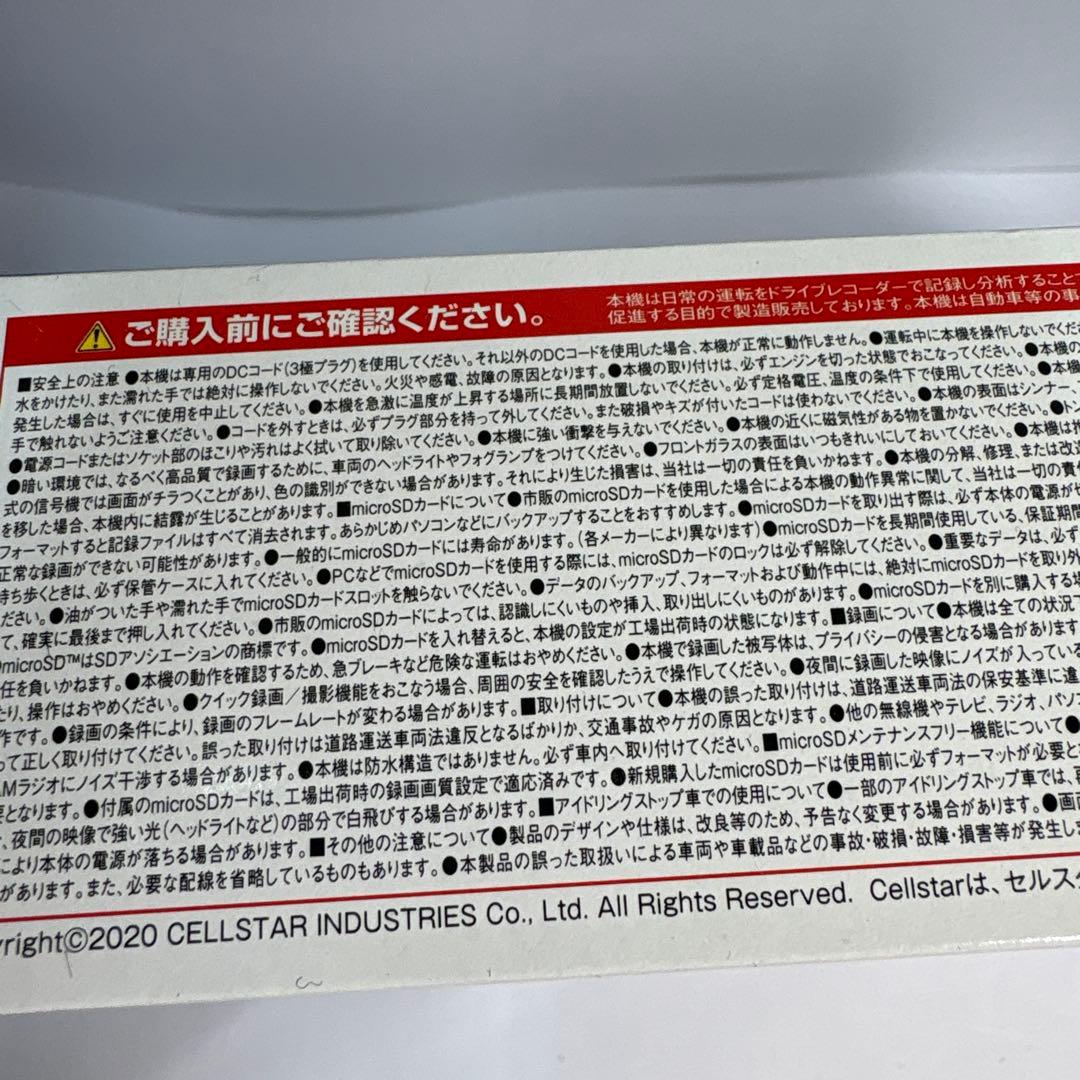 ご購入前にご確認ください。
本機は日常の運転をドライブレコーダーで記録し分析することで
促進する目的で製造販売しております。本機は自動車等の事
■安全上の注意 ●本機は専用のDCコード(3極プラグ)を使用してください。それ以外のDCコードを使用した場合、本機が正常に動作しません。●運転中に本機を操作しないでくだ
水をかけたり、また濡れた手では絶対に操作しないでください。火災や感電、故障の原因となります。●本機の取り付けは、必ずエンジンを切った状態でおこなってください。●本機の
発生した場合は、すぐに使用を中止してください。●本機を急激に温度が上昇する場所に長期間放置しないでください。必ず定格電圧、温度の条件下で使用してください。●本機
手で触れないようご注意ください。●コードを外すときは、必ずプラグ部分を持って外してください。また破損やキズが付いたコードは使わないでください。●本機の表面はシンナー、
●電源コードまたはソケット部のほこりや汚れはよく拭いて取り除いてください。●本機に強い衝撃を与えないでください。●本機の近くに磁気性がある物を置かないでください。●トン
●暗い環境では、なるべく高品質で録画するために、車両のヘッドライトやフォグランプをつけてください。●フロントガラスの表面はいつもきれいにしておいてください。●本機は推
式の信号機では画面がチラつくことがあり、色の識別ができない場合があります。それにより生じた損害は、当社は一切の責任を負いかねます。●本機の分解、修理、または改造
を移した場合、本機内に結露が生じることがあります。■microSDカードについて●市販のmicroSDカードを使用した場合による本機の動作異常に関して、当社は一切の責
フォーマットすると記録ファイルはすべて消去されます。あらかじめパソコンなどにバックアップすることをおすすめします。●microSDカードを取り出す際は、必ず本体の電源が
正常な録画ができない可能性があります。●一般的にmicroSDカードには寿命があります。(各メーカーにより異なります)●microSDカードを長期間使用している、保証期間
持ち歩くときは、必ず保管ケースに入れてください。●PCなどでmicroSDカードを使用する際には、microSDカードのロックは必ず解除してください。●重要なデータは、必ず
ださい。●油がついた手や濡れた手でmicroSDカードスロットを触らないでください。●データのバックアップ、フォーマットおよび動作中には、絶対にmicroSDカードを取り外
て、確実に最後まで押し入れてください。●市販のmicroSDカードによっては、認識しにくいものや挿入、取り出しにくいものがあります。●microSDカードを別に購入する場
microSD™はSDアソシエーションの商標です。●microSDカードを入れ替えると、本機の設定が工場出荷時の状態になります。■録画について●本機は全ての状況下
任を負いかねます。●本機の動作を確認するため、急ブレーキなど危険な運転はおやめください。●本機で録画した被写体は、プライバシーの侵害となる場合があります
たり、操作はおやめください。●クイック録画/撮影機能をおこなう場合、周囲の安全を確認したうえで操作してください。●夜間に録画した映像にノイズが入っている
作です。●録画の条件により、録画のフレームレートが変わる場合があります。■取り付けについて●本機の誤った取り付けは、道路運送車両法の保安基準に違
って正しく取り付けてください。誤った取り付けは道路運送車両法違反となるばかりか、交通事故やケガの原因となります。●他の無線機やテレビ、ラジオ、パソ
AMラジオにノイズ干渉する場合があります。●本機は防水構造ではありません。必ず車内へ取り付けてください。■microSDメンテナンスフリー機能について●
要となります。●付属のmicroSDカードは、工場出荷時の録画画質設定で適応済みです。●新規購入したmicroSDカードは使用前に必ずフォーマットが必要と
、夜間の映像で強い光(ヘッドライトなど)の部分で白飛びする場合があります。■アイドリングストップ車での使用について●一部のアイドリングストップ車では、
により本体の電源が落ちる場合があります。■その他の注意について●製品のデザインや仕様は、改良等のため、予告なく変更する場合があります。●画
があります。また、必要な配線を省略しているものもあります。●本製品の誤った取扱いによる車両や車載品などの事故・破損・故障・損害等が発生しま
yright©2020 CELLSTAR INDUSTRIES Co., Ltd. All Rights Reserved. Cellstarは、セルスタ